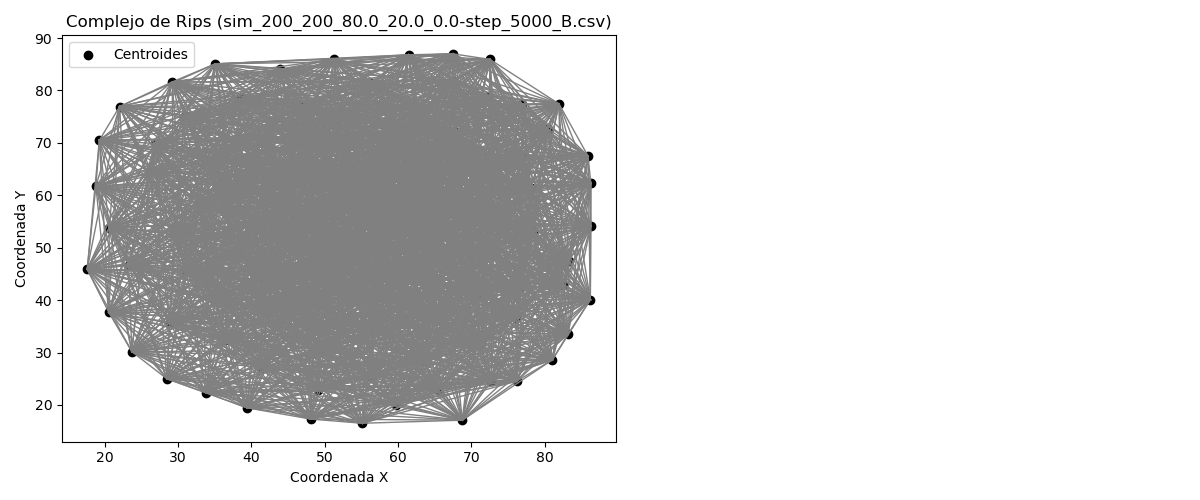 Complejo de Rips (sim_200_200_80.0_20.0_0.0-step_5000_B.csv)
Centroides
90
80
70
60
50
40
30
20
Coordenada Y
20 30 40 50 60 70 80
Coordenada X